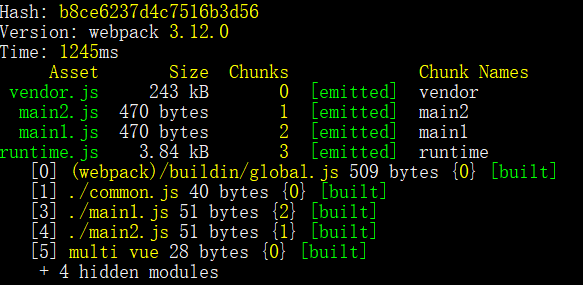 Hash: b8ce6237d4c7516b3d56
Version: webpack 3.12.0
Time: 1245ms
Asset Size Chunks Chunk Names
vendor.js 243 kB 0 [emitted] vendor
main2.js 470 bytes 1 [emitted] main2
main1.js 470 bytes 2 [emitted] main1
runtime.js 3.84 kB 3 [emitted] runtime
[0] (webpack)/buildin/global.js 509 bytes {0} [built]
[1] ./common.js 40 bytes {0} [built]
[3] ./main1.js 51 bytes {2} [built]
[4] ./main2.js 51 bytes {1} [built]
[5] multi vue 28 bytes {0} [built]
+ 4 hidden modules